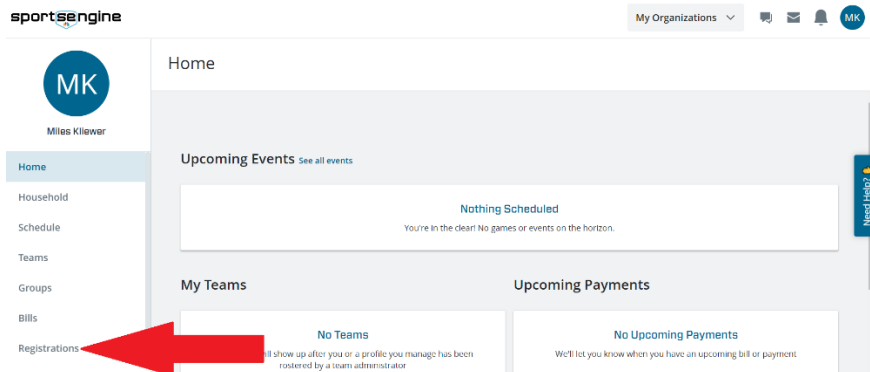 sportsengine
My Organizations
MK
MK
Miles Kliewer
Home
Household
Schedule
Teams
Groups
Bills
Registrations
Home
Upcoming Events See all events
Nothing Scheduled
You're in the clear! No games or events on the horizon.
My Teams
No Teams
will show up after you or a profile you manage has been
rostered by a team administrator
Upcoming Payments
No Upcoming Payments
We'll let you know when you have an upcoming bill or payment
Need Help?